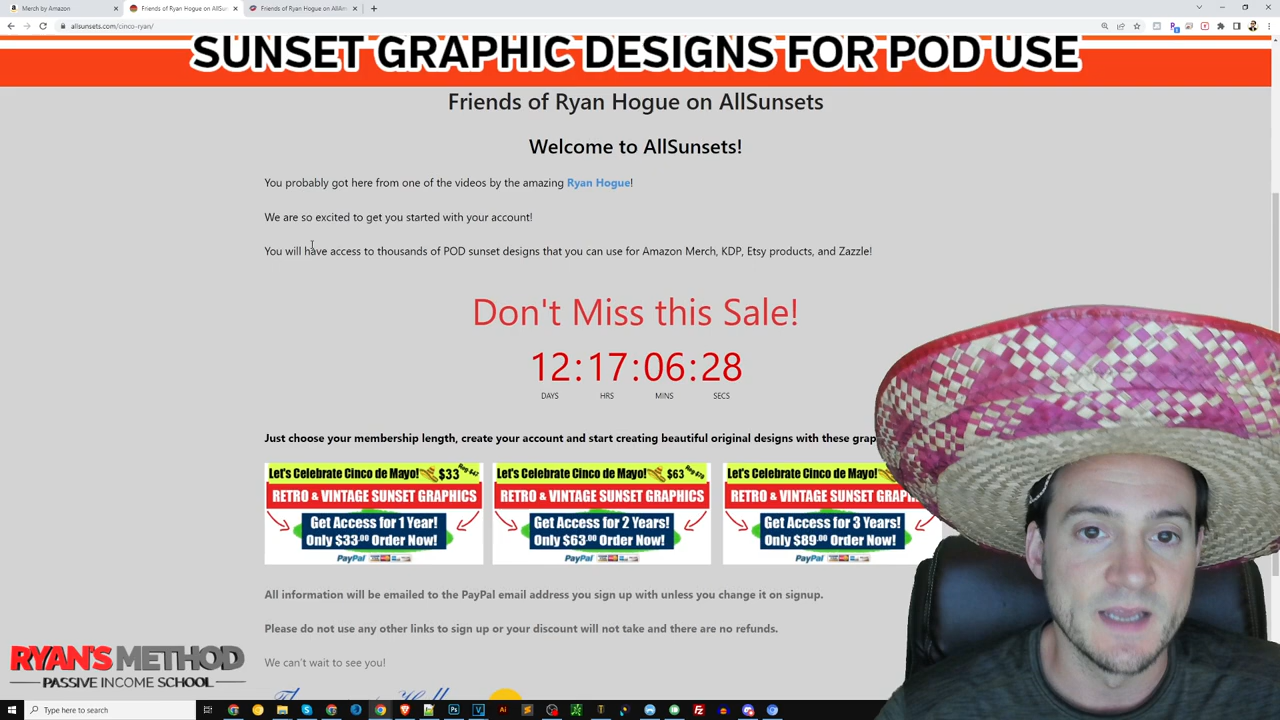 Merch by Amazon
Friends of Ryan Hogue on AllSun
Friends of Ryan Hogue on AllAm
allsunsets.com/cinco-ryan/
SUNSET GRAPHIC DESIGNS FOR POD USE
Friends of Ryan Hogue on AllSunsets
Welcome to AllSunsets!
You probably got here from one of the videos by the amazing Ryan Hogue!
We are so excited to get you started with your account!
You will have access to thousands of POD sunset designs that you can use for Amazon Merch, KDP, Etsy products, and Zazzle!
Don't Miss this Sale!
12:17:06:28
DAYS HRS MINS SECS
Just choose your membership length, create your account and start creating beautiful original designs with these grap
Let's Celebrate Cinco de Mayo! $33 Reg $47
RETRO & VINTAGE SUNSET GRAPHICS
Get Access for 1 Year!
Only $33.00 Order Now!
PayPal
Let's Celebrate Cinco de Mayo! $63
RETRO & VINTAGE SUNSET GRAPHICS
Get Access for 2 Years!
Only $63.00 Order Now!
PayPal
Let's Celebrate Cinco de Mayo!
RETRO & VINTAGE SUNSET GRAPH
Get Access for 3 Years!
Only $89.00 Order Now!
PayPal
All information will be emailed to the PayPal email address you sign up with unless you change it on signup.
Please do not use any other links to sign up or your discount will not take and there are no refunds.
We can't wait to see you!
RYAN'S METHOD
PASSIVE INCOME SCHOOL
Type here to search